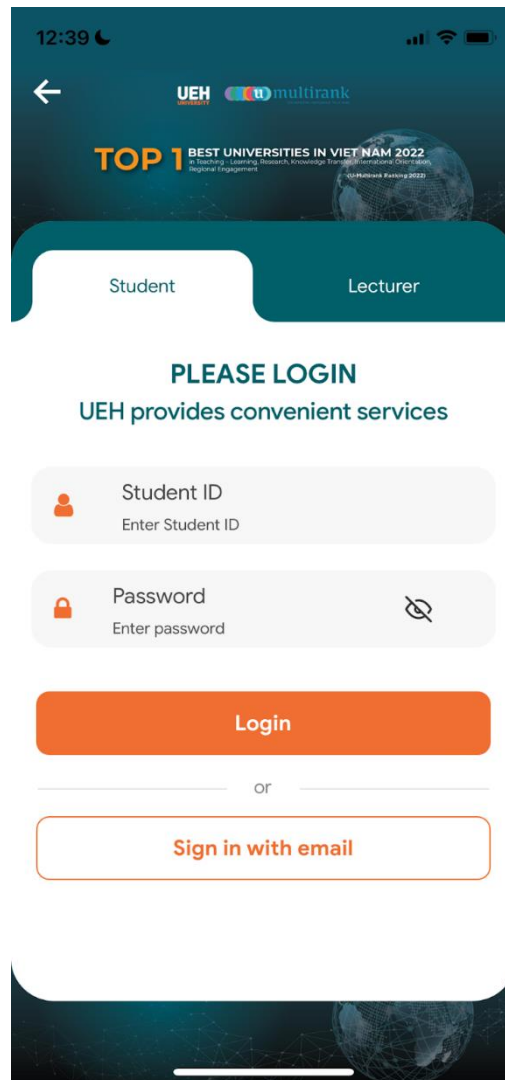 12:39
UEH
UNIVERSITY
u multirank
TOP 1
BEST UNIVERSITIES IN VIET NAM 2022
in Teaching - Learning, Research, Knowledge Transfer, International Orientation,
Regional Engagement
(U-Multirank Ranking 2022)
Student
Lecturer
PLEASE LOGIN
UEH provides convenient services
Student ID
Enter Student ID
Password
Enter password
Login
or
Sign in with email